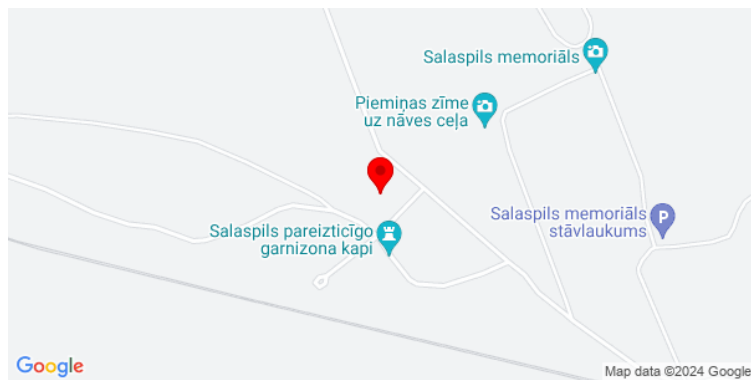 Salaspils memoriāls
Piemiņas zīme
uz nāves ceļa
Salaspils memoriāls
stāvlaukums
P
Salaspils pareizticīgo
garnizona kapi
Google
Map data ©2024 Google